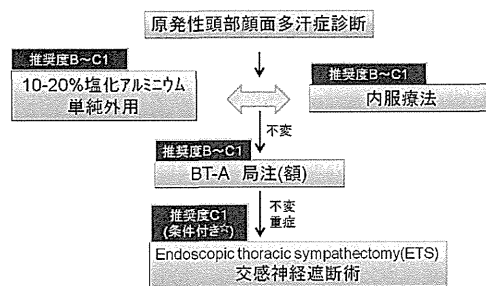 原発性頭部顔面多汗症診断
推奨度B～C1
10-20%塩化アルミニウム
単純外用
推奨度B～C1
内服療法
不変
推奨度B～C1
BT-A 局注(額)
不変
重症
推奨度C1
(条件付き☆)
Endoscopic thoracic sympathectomy(ETS)
交感神経遮断術